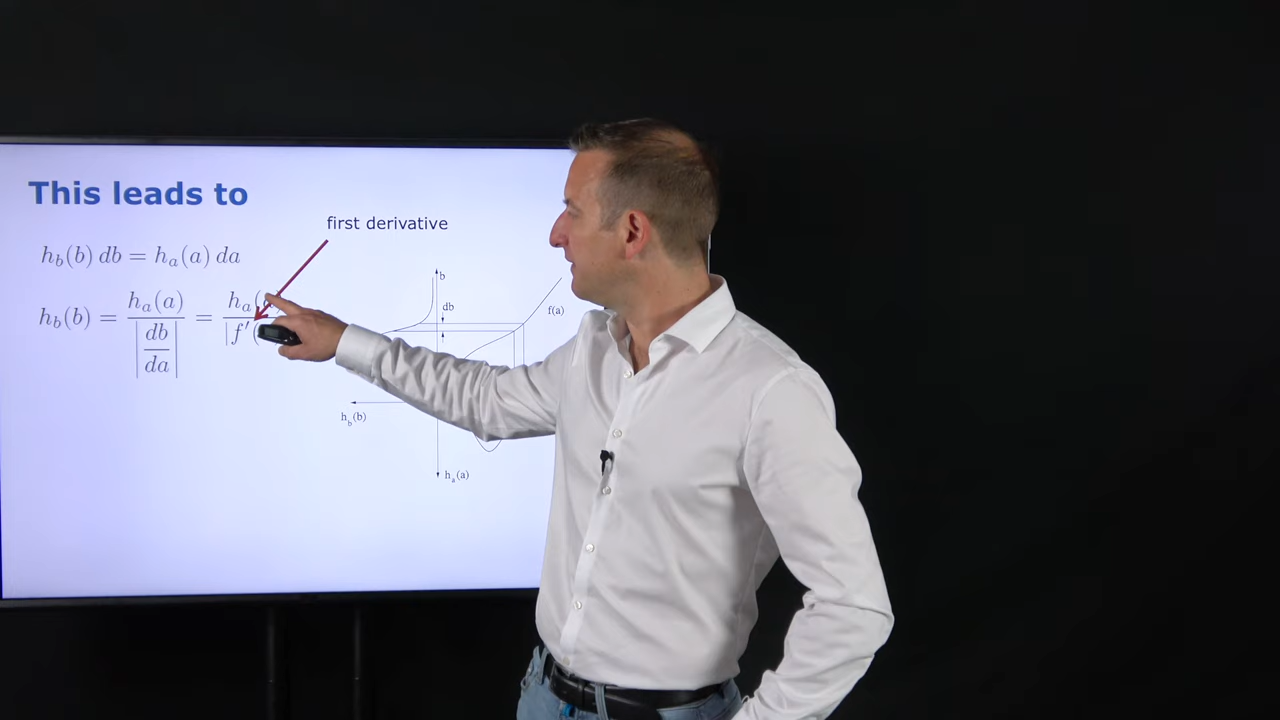 This leads to
first derivative
h_b(b) db = h_a(a) da
h_b(b) = h_a(a) / |db/da| = h_a( / |f'(
b
db
f(a)
h_b(b)
h_a(a)